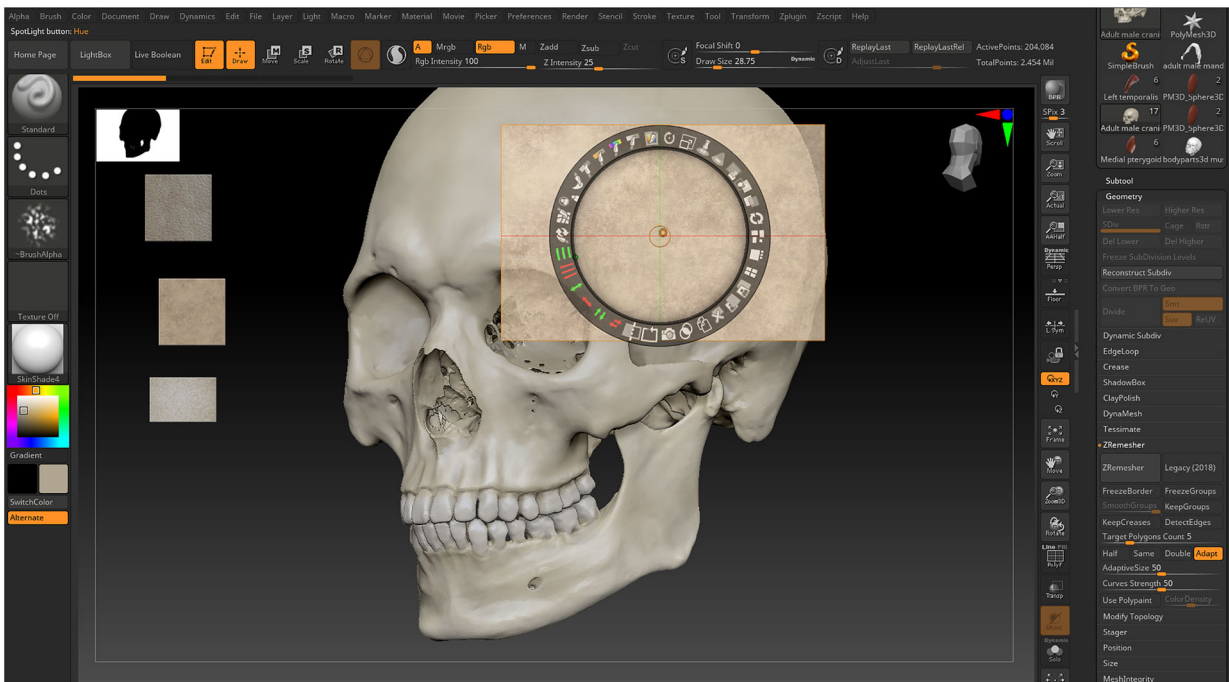 Alpha Brush Color Document Draw Dynamics Edit File Layer Light Macro Marker Material Movie Picker Preferences Render Stencil Stroke Texture Tool Transform Zplugin Zscript Help
SpotLight button: Hue
Home Page LightBox Live Boolean Edit Draw Move Scale Rotate A Mrgb Rgb M Zadd Zsub Zcut
Rgb Intensity 100 Z Intensity 25
Focal Shift 0
Draw Size 28.75 Dynamic
ReplayLast ReplayLastRel ActivePoints: 204,084
AdjustLast TotalPoints: 2.454 Mil
Standard
Dots
~BrushAlpha
Texture Off
SkinShade4
Gradient
SwitchColor
Alternate
BPR
SPix 3
Scroll
Zoom
Actual
AAHalf
Dynamic
Persp
Floor
L.Sym
Frame
Move
Zoom3D
Rotate
Line Fill
PolyF
Transp
Dynamic
Solo
Adult male crani PolyMesh3D
SimpleBrush adult male mand
6 2
Left temporalis PM3D_Sphere3D
17 2
Adult male crani PM3D_Sphere3D
6
Medial pterygoid bodyparts3d mu
Subtool
Geometry
Lower Res Higher Res
SDiv Cage Rstr
Del Lower Del Higher
Freeze SubDivision Levels
Reconstruct Subdiv
Convert BPR To Geo
Divide Smt
Suv ReUV
Dynamic Subdiv
EdgeLoop
Crease
ShadowBox
ClayPolish
DynaMesh
Tessimate
ZRemesher
ZRemesher Legacy (2018)
FreezeBorder FreezeGroups
SmoothGroups KeepGroups
KeepCreases DetectEdges
Target Polygons Count 5
Half Same Double Adapt
AdaptiveSize 50
Curves Strength 50
Use Polypaint ColorDensity
Modify Topology
Stager
Position
Size
MeshIntegrity